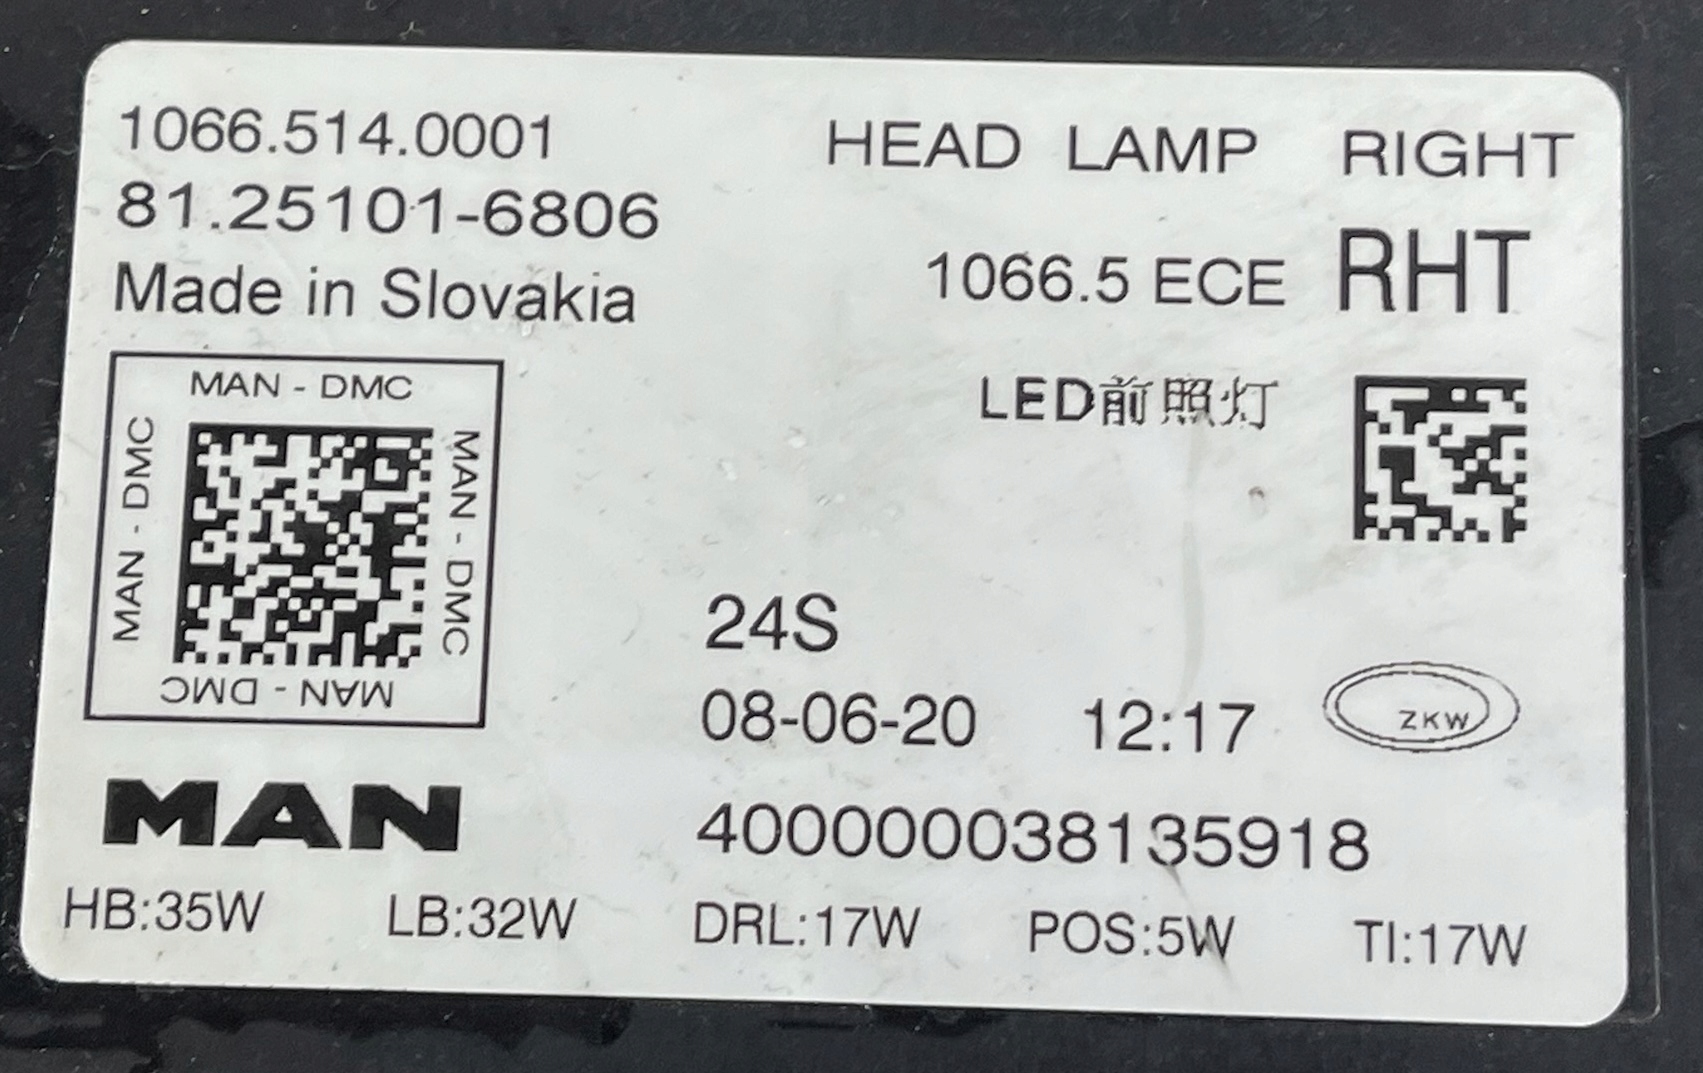 1066.514.0001
HEAD LAMP RIGHT
81.25101-6806
1066.5 ECE RHT
Made in Slovakia
LED前照灯
MAN - DMC
MAN - DMC
MAN - DMC
MAN - DMC
24S
08-06-20 12:17
ZKW
MAN
400000038135918
HB:35W LB:32W DRL:17W POS:5W TI:17W